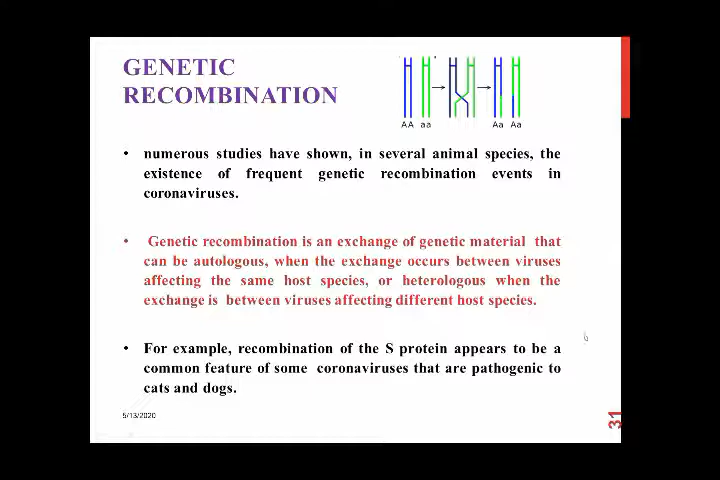 GENETIC
RECOMBINATION
AA aa Aa Aa
• numerous studies have shown, in several animal species, the
existence of frequent genetic recombination events in
coronaviruses.
• Genetic recombination is an exchange of genetic material that
can be autologous, when the exchange occurs between viruses
affecting the same host species, or heterologous when the
exchange is between viruses affecting different host species.
• For example, recombination of the S protein appears to be a
common feature of some coronaviruses that are pathogenic to
cats and dogs.
5/13/2020
31